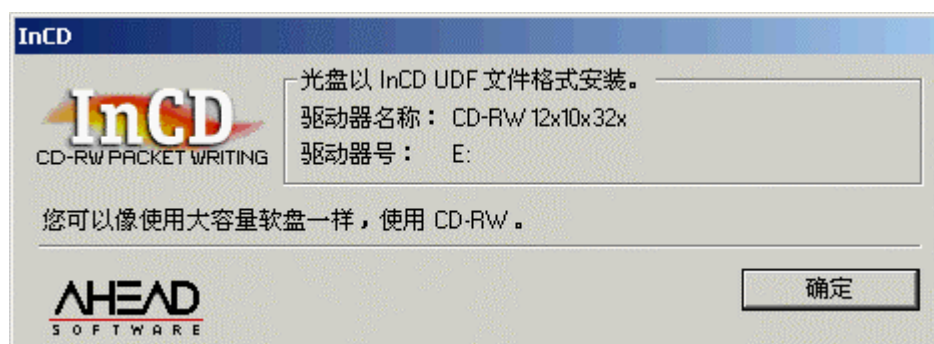 InCD
InCD
CD-RW PACKET WRITING
光盘以 InCD UDF 文件格式安装。
驱动器名称： CD-RW 12x10x32x
驱动器号： E:
您可以像使用大容量软盘一样，使用 CD-RW。
AHEAD
SOFTWARE
确定